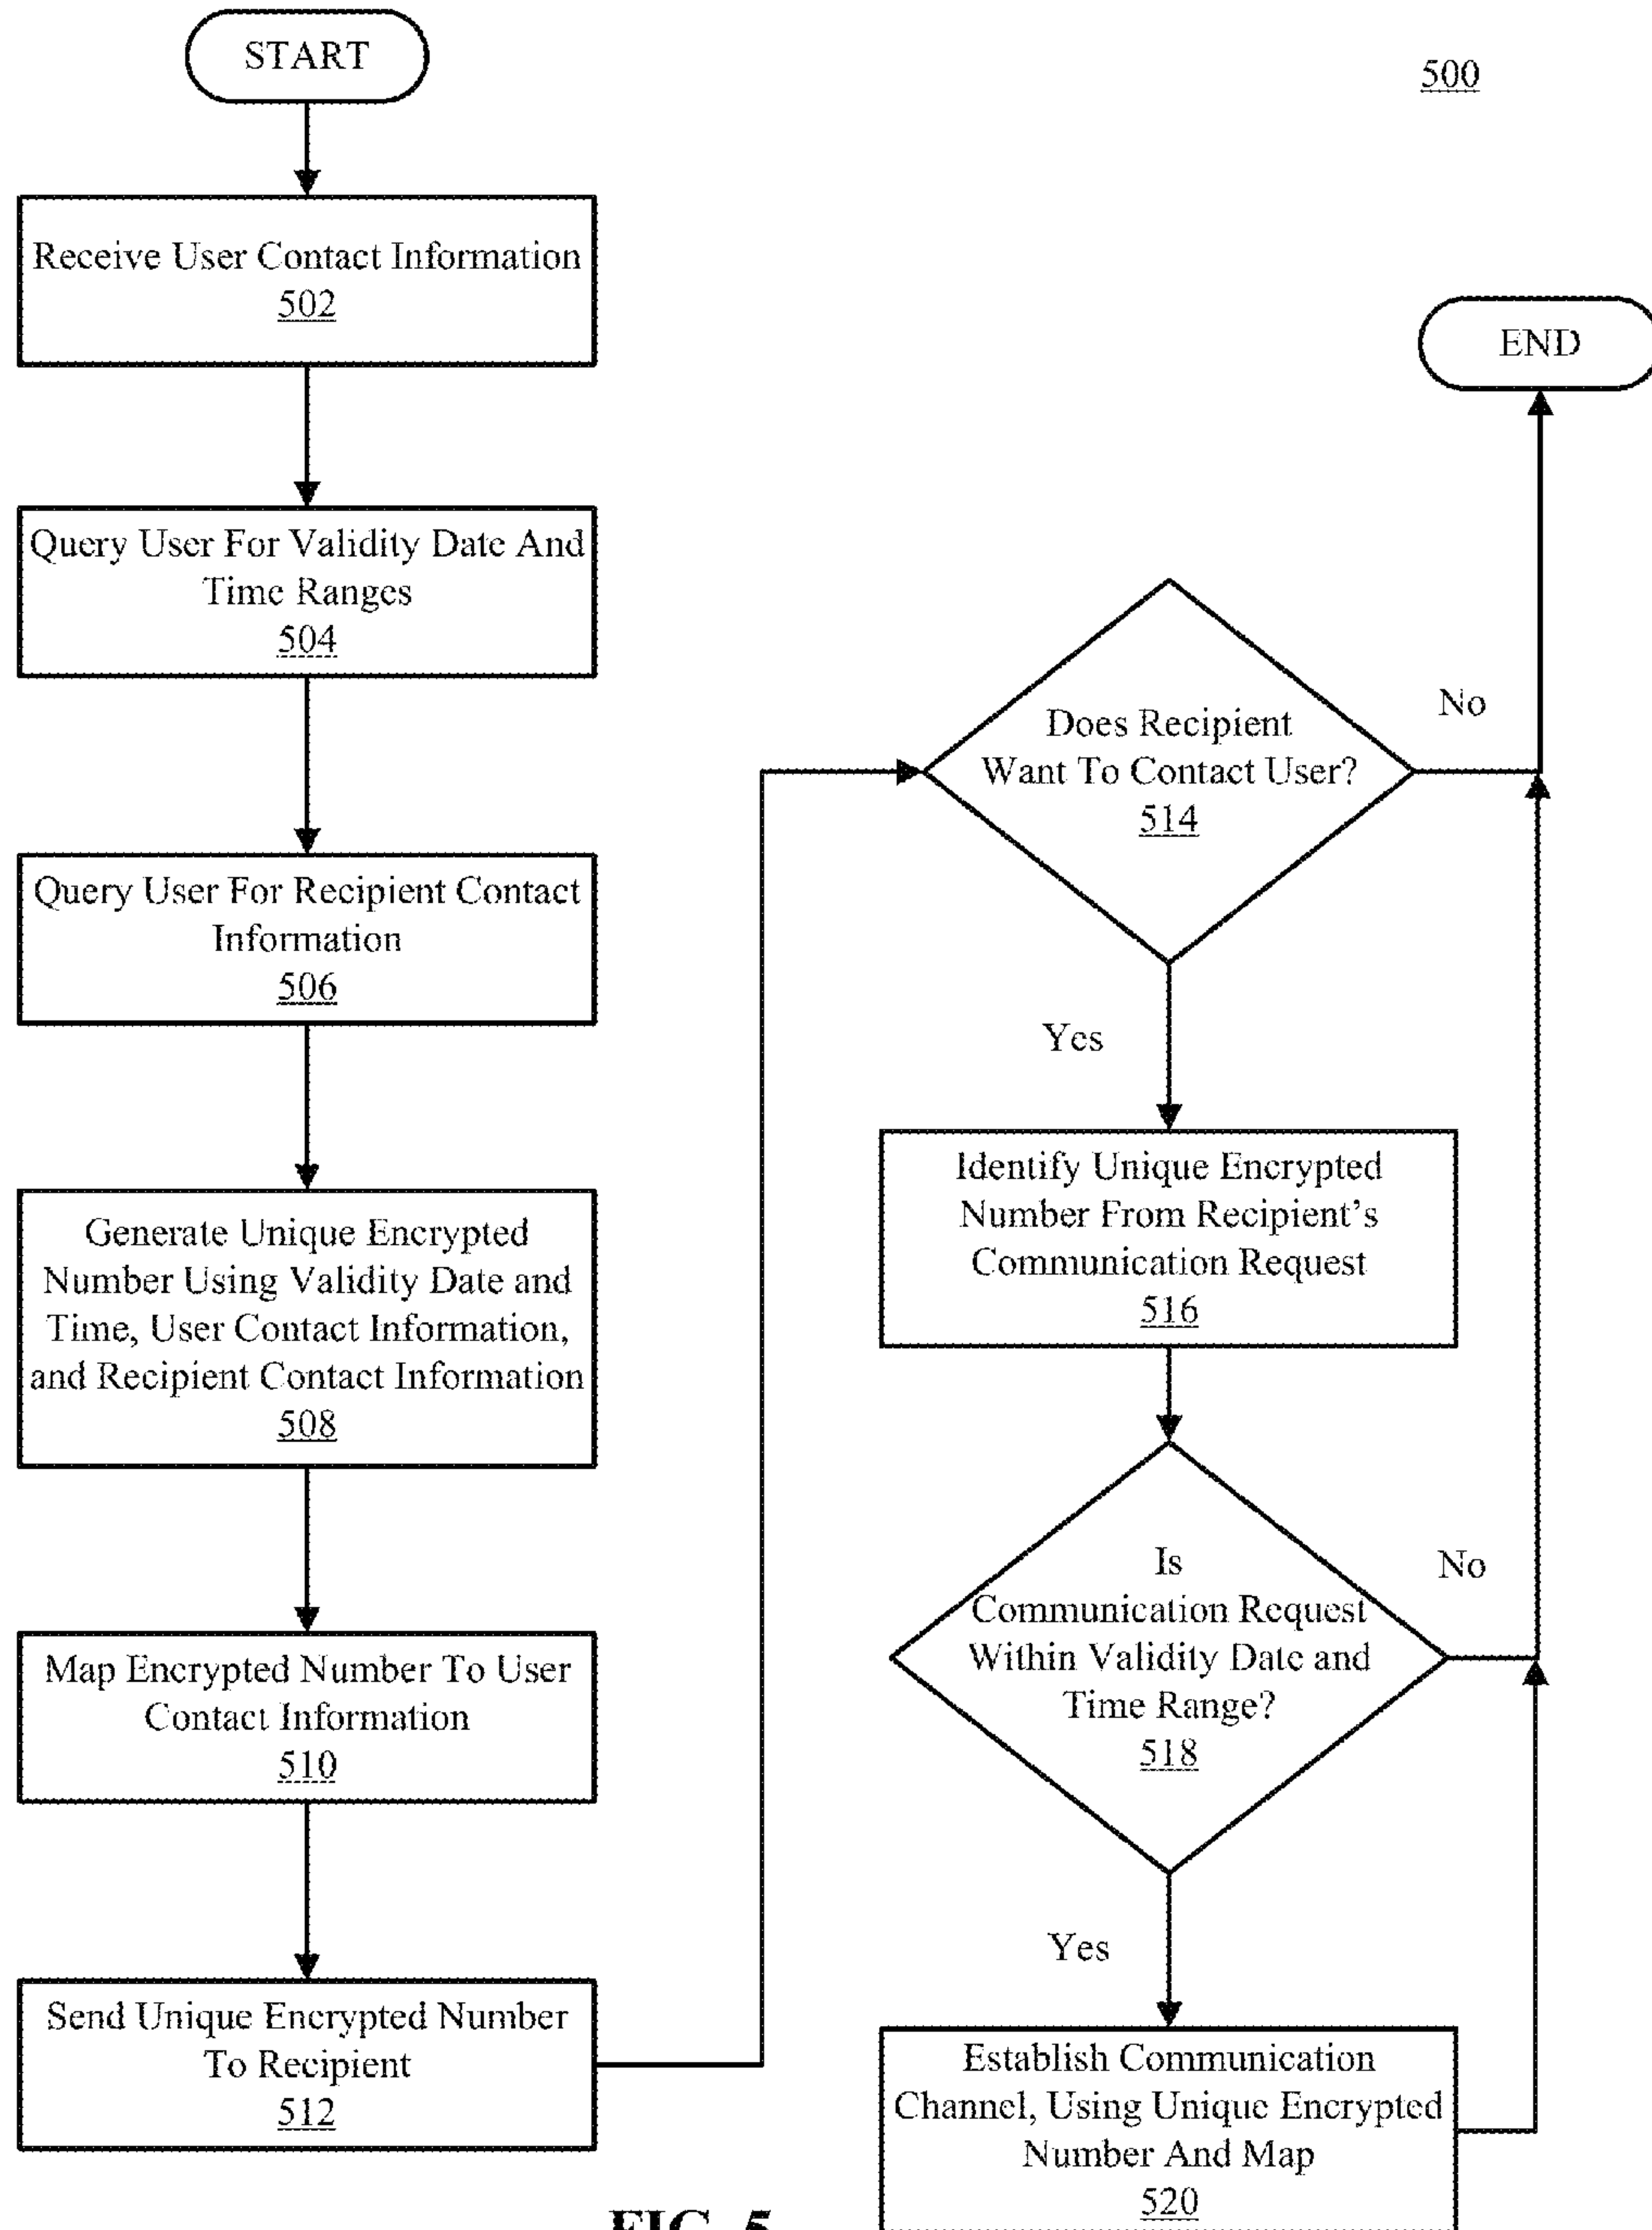 START
500
Receive User Contact Information
502
Query User For Validity Date And
Time Ranges
504
Query User For Recipient Contact
Information
506
Generate Unique Encrypted
Number Using Validity Date and
Time, User Contact Information,
and Recipient Contact Information
508
Map Encrypted Number To User
Contact Information
510
Send Unique Encrypted Number
To Recipient
512
END
Does Recipient
Want To Contact User?
514
No
Yes
Identify Unique Encrypted
Number From Recipient's
Communication Request
516
Is
Communication Request
Within Validity Date and
Time Range?
518
No
Yes
Establish Communication
Channel, Using Unique Encrypted
Number And Map
520
FIG. 5